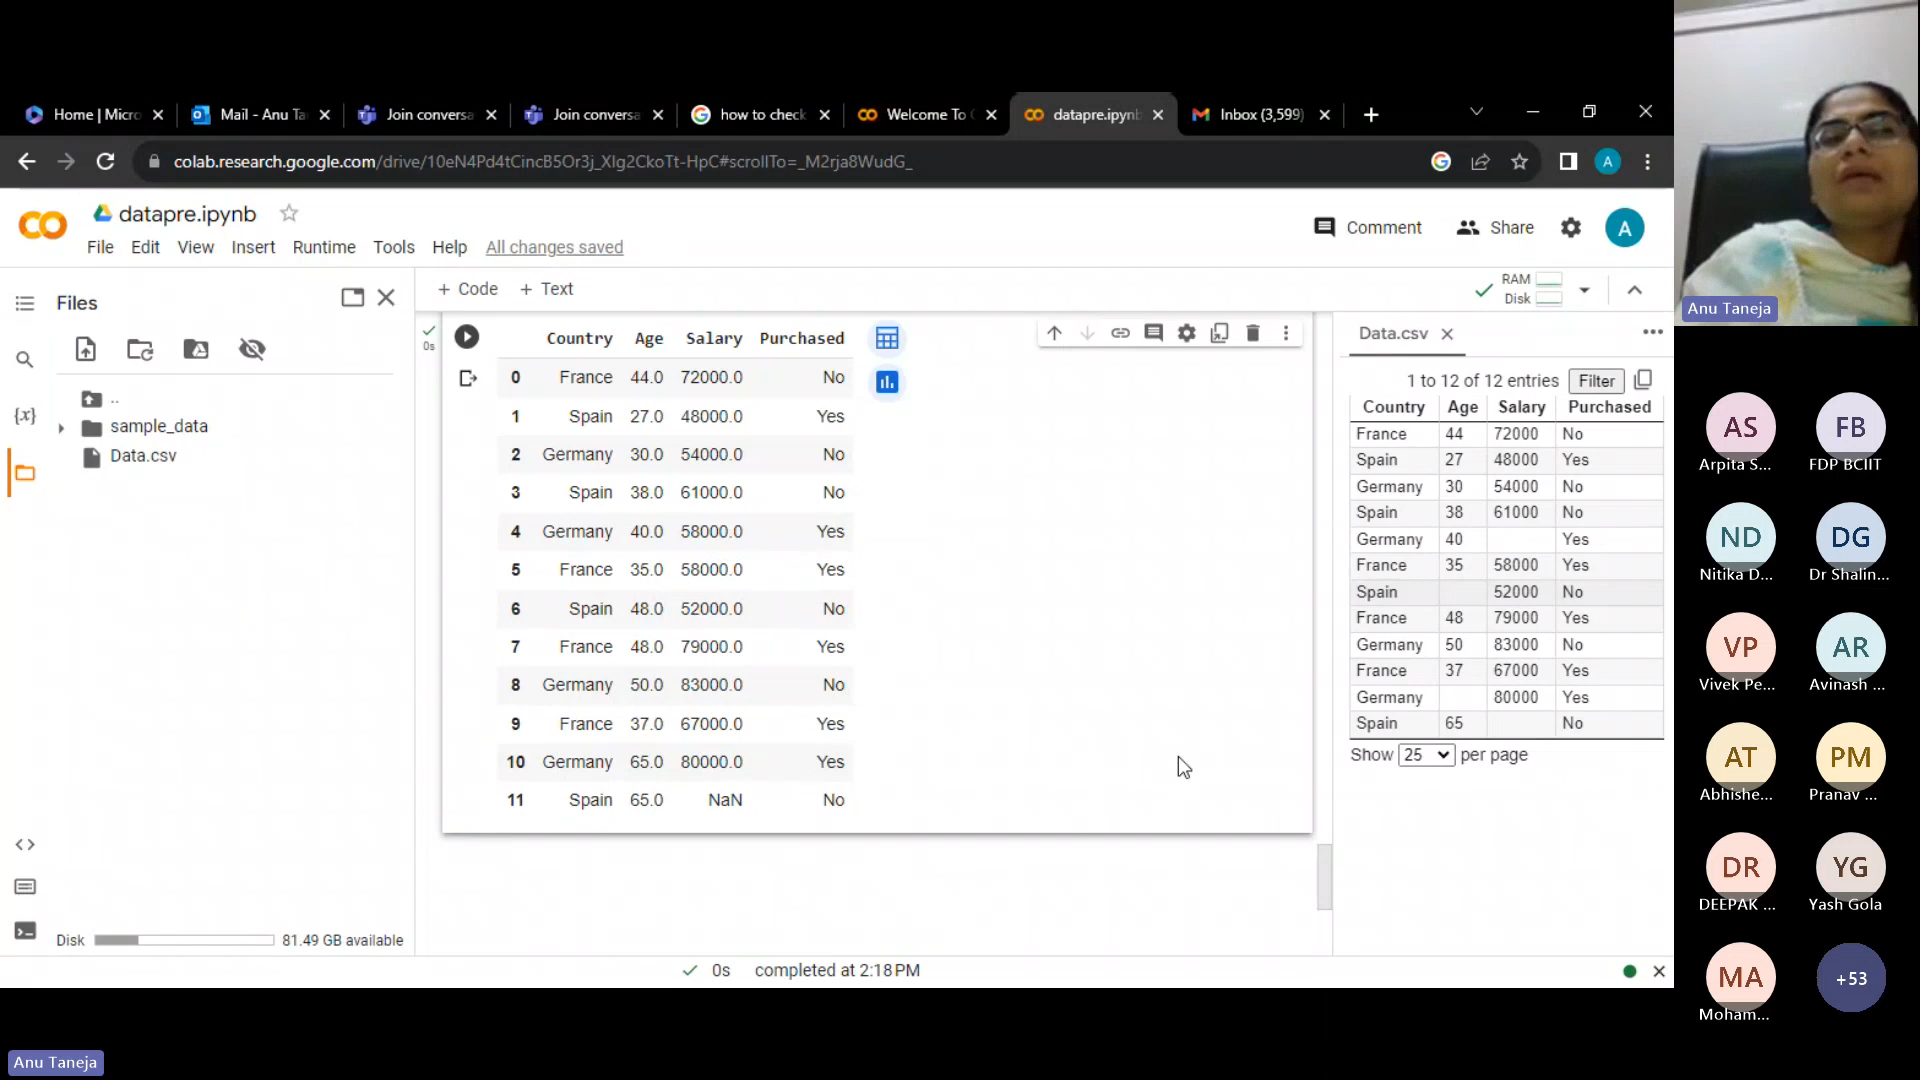 Home | Micro
Mail - Anu Ta
Join conversa
Join conversa
how to check
Welcome To C
datapre.ipynb
Inbox (3,599)
colab.research.google.com/drive/10eN4Pd4tCincB5Or3j_XIg2CkoTt-HpC#scrollTo=_M2rja8WudG_
A
datapre.ipynb
Comment
Share
A
File Edit View Insert Runtime Tools Help All changes saved
Files
+ Code + Text
RAM
Disk
..
sample_data
Data.csv
{x}
0s
Country Age Salary Purchased
0 France 44.0 72000.0 No
1 Spain 27.0 48000.0 Yes
2 Germany 30.0 54000.0 No
3 Spain 38.0 61000.0 No
4 Germany 40.0 58000.0 Yes
5 France 35.0 58000.0 Yes
6 Spain 48.0 52000.0 No
7 France 48.0 79000.0 Yes
8 Germany 50.0 83000.0 No
9 France 37.0 67000.0 Yes
10 Germany 65.0 80000.0 Yes
11 Spain 65.0 NaN No
Data.csv
1 to 12 of 12 entries Filter
Country Age Salary Purchased
France 44 72000 No
Spain 27 48000 Yes
Germany 30 54000 No
Spain 38 61000 No
Germany 40 Yes
France 35 58000 Yes
Spain 52000 No
France 48 79000 Yes
Germany 50 83000 No
France 37 67000 Yes
Germany 80000 Yes
Spain 65 No
Show 25 per page
Disk 81.49 GB available
0s completed at 2:18 PM
Anu Taneja
AS
Arpita S...
FB
FDP BCIIT
ND
Nitika D...
DG
Dr Shalin...
VP
Vivek Pe...
AR
Avinash ...
AT
Abhishe...
PM
Pranav ...
DR
DEEPAK ...
YG
Yash Gola
MA
Moham...
+53
Anu Taneja